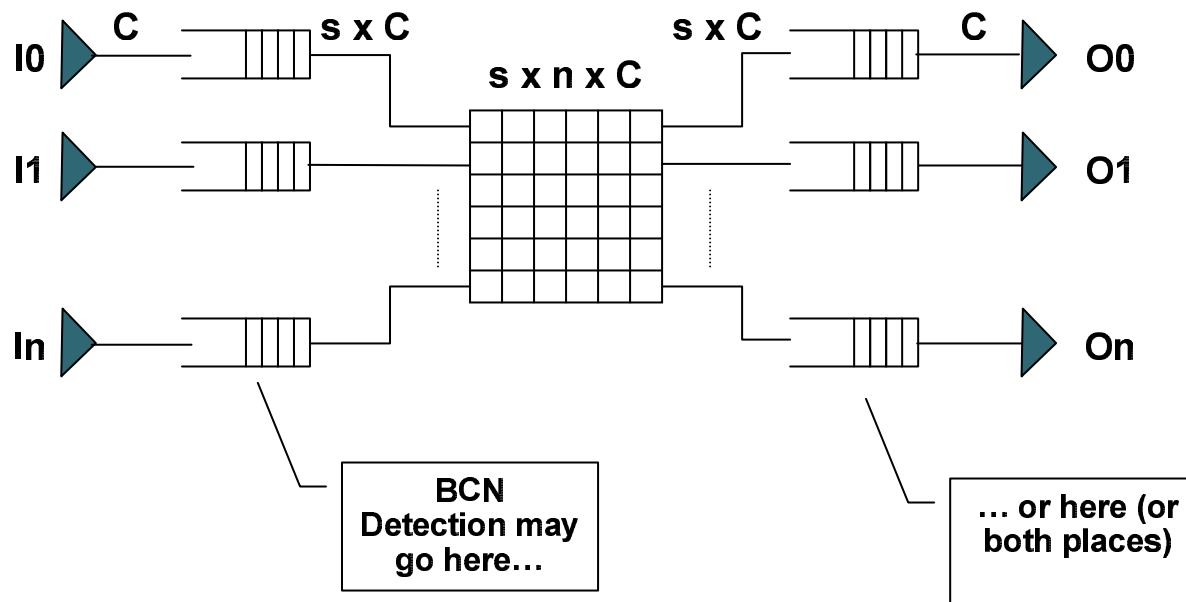 C
s x C
s x C
C
I0
O0
s x n x C
I1
O1
In
On
BCN
Detection may
go here…
… or here (or
both places)